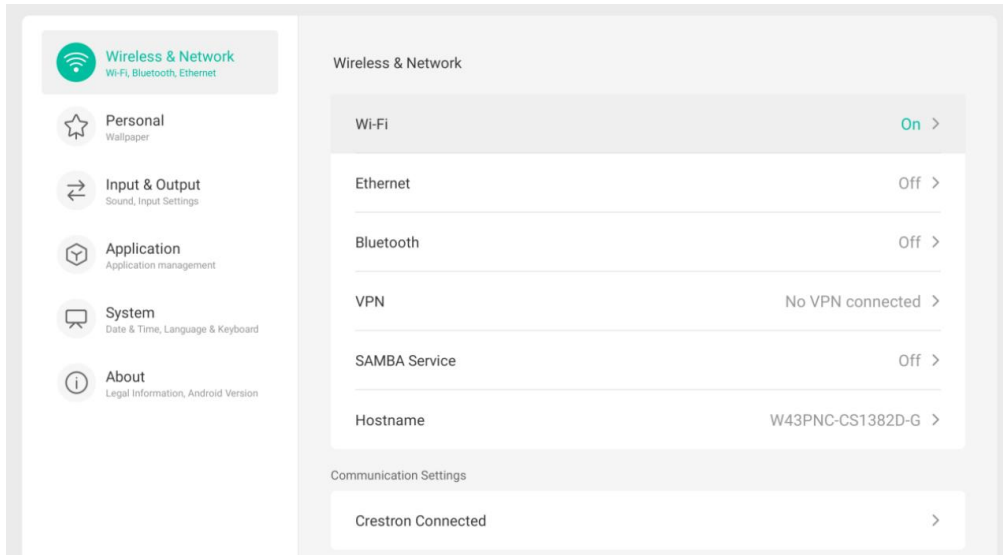 Wireless & Network
Wi-Fi, Bluetooth, Ethernet
Personal
Wallpaper
Input & Output
Sound, Input Settings
Application
Application management
System
Date & Time, Language & Keyboard
About
Legal Information, Android Version
Wireless & Network
Wi-Fi On
Ethernet Off
Bluetooth Off
VPN No VPN connected
SAMBA Service Off
Hostname W43PNC-CS1382D-G
Communication Settings
Crestron Connected